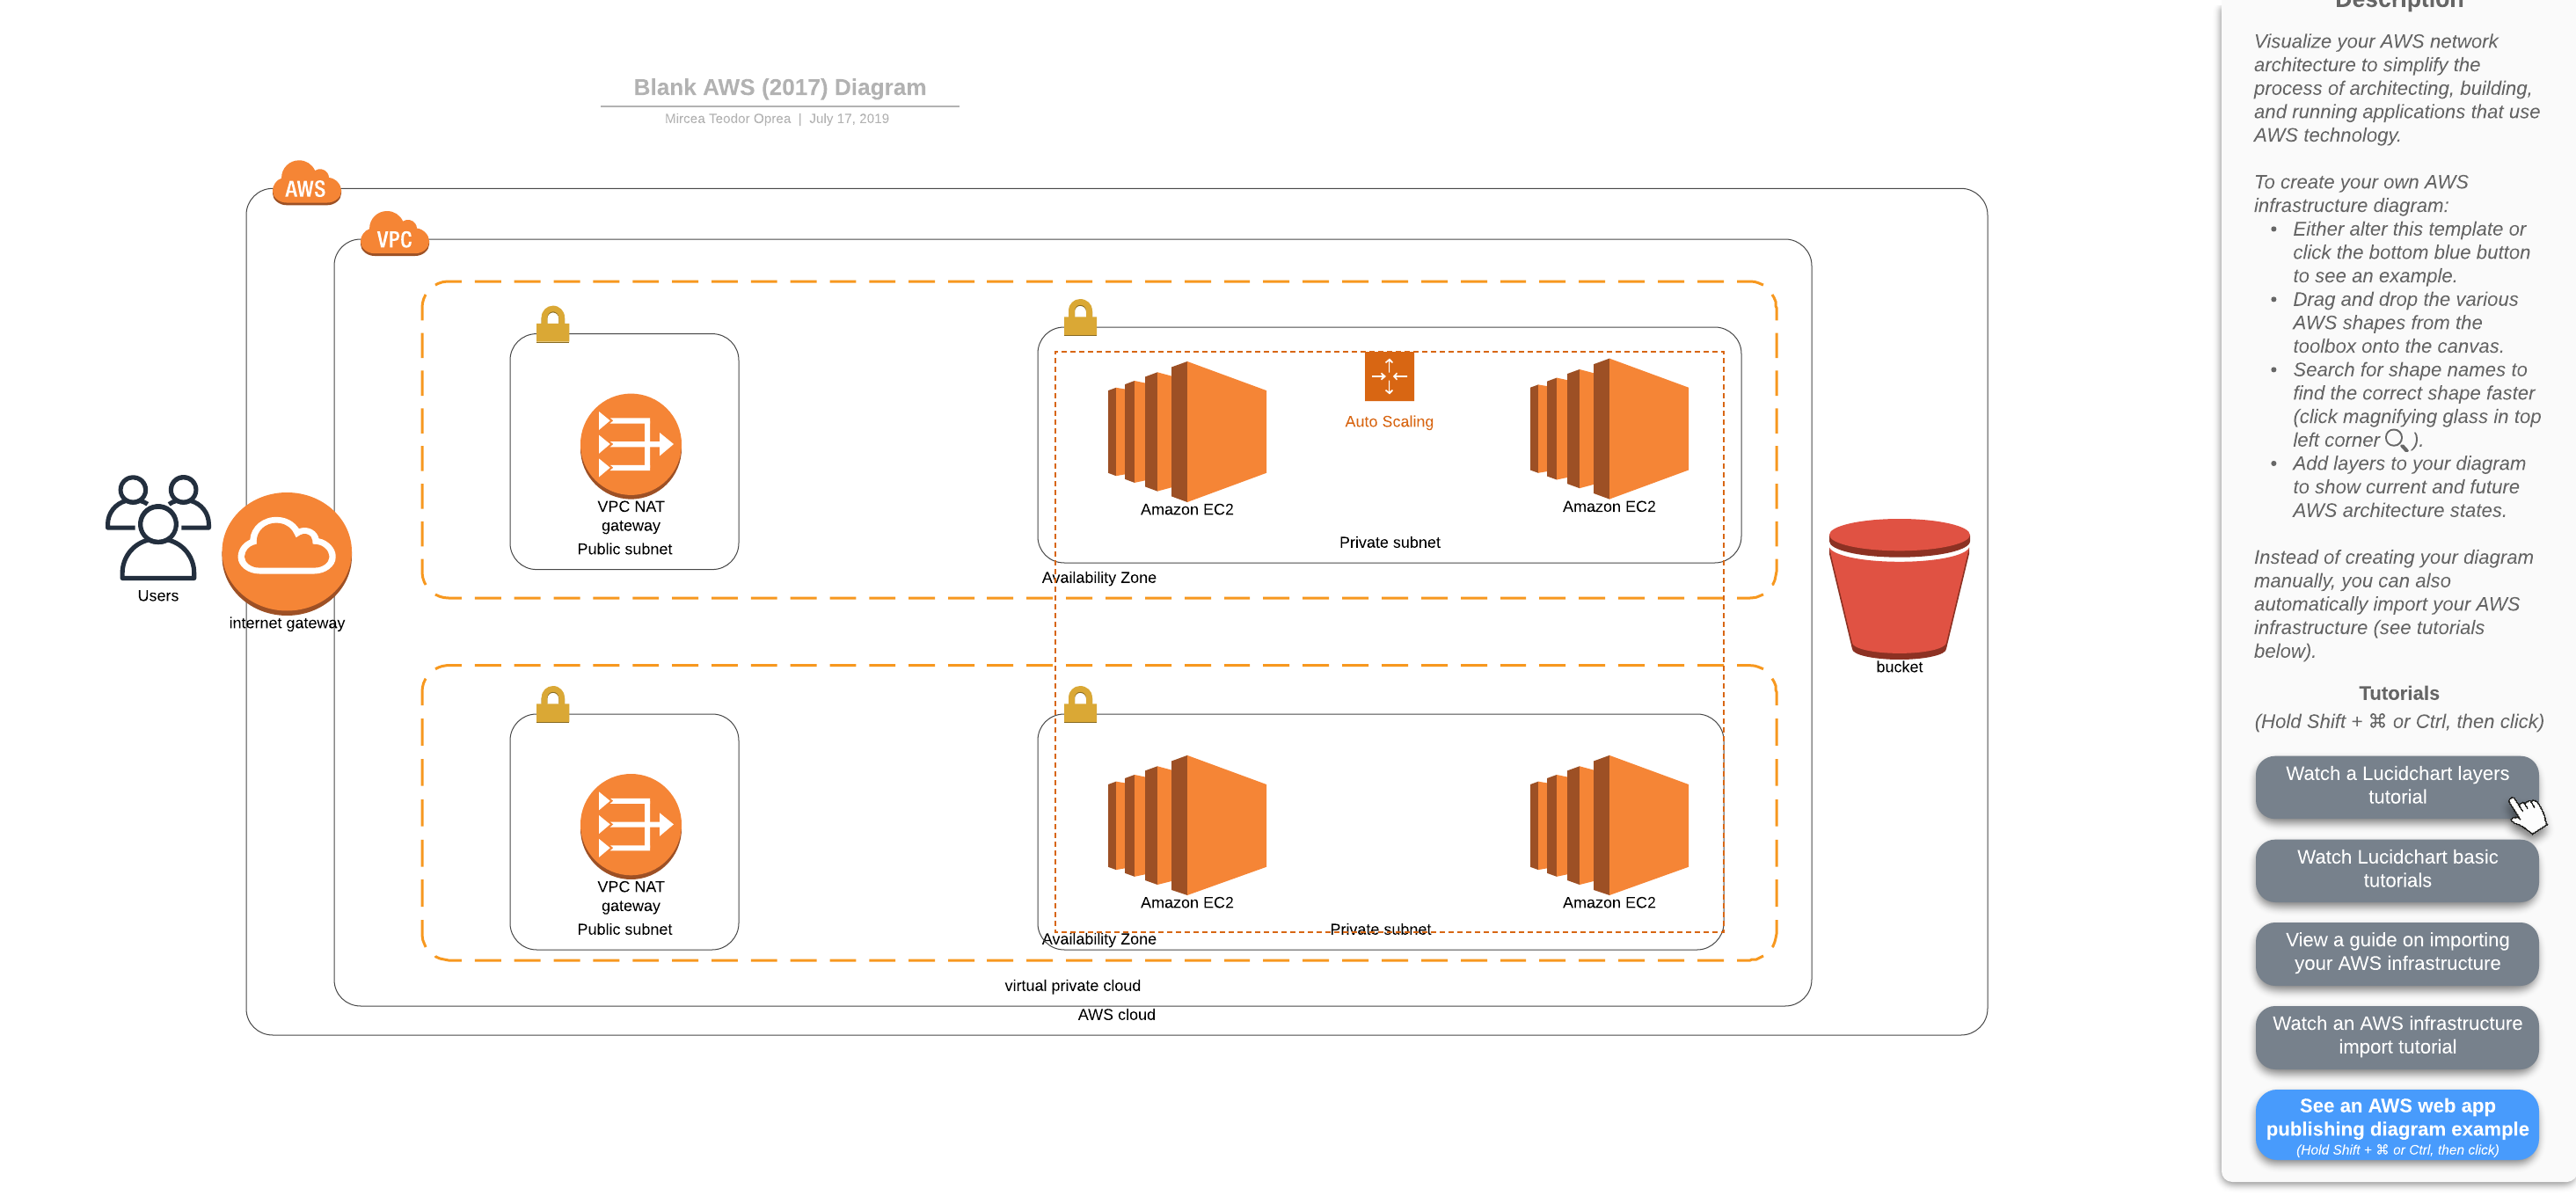 Blank AWS (2017) Diagram
Mircea Teodor Oprea | July 17, 2019
AWS
VPC
Auto Scaling
VPC NAT
gateway
Public subnet
Amazon EC2
Amazon EC2
Private subnet
Availability Zone
Users
internet gateway
bucket
VPC NAT
gateway
Public subnet
Amazon EC2
Amazon EC2
Private subnet
Availability Zone
virtual private cloud
AWS cloud
Description
Visualize your AWS network
architecture to simplify the
process of architecting, building,
and running applications that use
AWS technology.
To create your own AWS
infrastructure diagram:
• Either alter this template or
click the bottom blue button
to see an example.
• Drag and drop the various
AWS shapes from the
toolbox onto the canvas.
• Search for shape names to
find the correct shape faster
(click magnifying glass in top
left corner ).
• Add layers to your diagram
to show current and future
AWS architecture states.
Instead of creating your diagram
manually, you can also
automatically import your AWS
infrastructure (see tutorials
below).
Tutorials
(Hold Shift + ⌘ or Ctrl, then click)
Watch a Lucidchart layers
tutorial
Watch Lucidchart basic
tutorials
View a guide on importing
your AWS infrastructure
Watch an AWS infrastructure
import tutorial
See an AWS web app
publishing diagram example
(Hold Shift + ⌘ or Ctrl, then click)